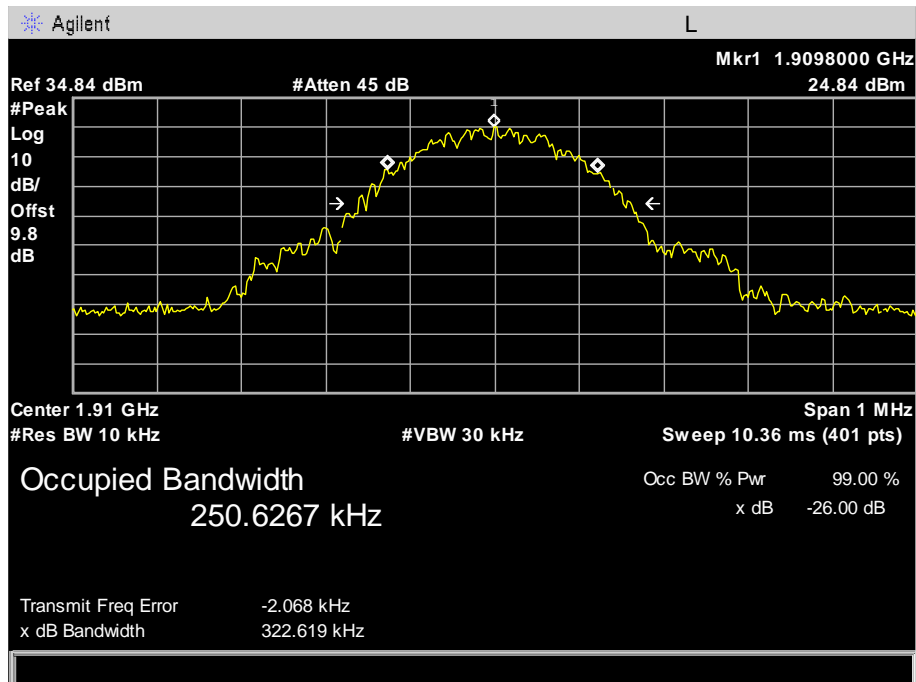 Agilent L
Mkr1 1.9098000 GHz
Ref 34.84 dBm #Atten 45 dB 24.84 dBm
#Peak
Log
10
dB/
Offst
9.8
dB
1
Center 1.91 GHz Span 1 MHz
#Res BW 10 kHz #VBW 30 kHz Sweep 10.36 ms (401 pts)
Occupied Bandwidth Occ BW % Pwr 99.00 %
250.6267 kHz x dB -26.00 dB
Transmit Freq Error -2.068 kHz
x dB Bandwidth 322.619 kHz